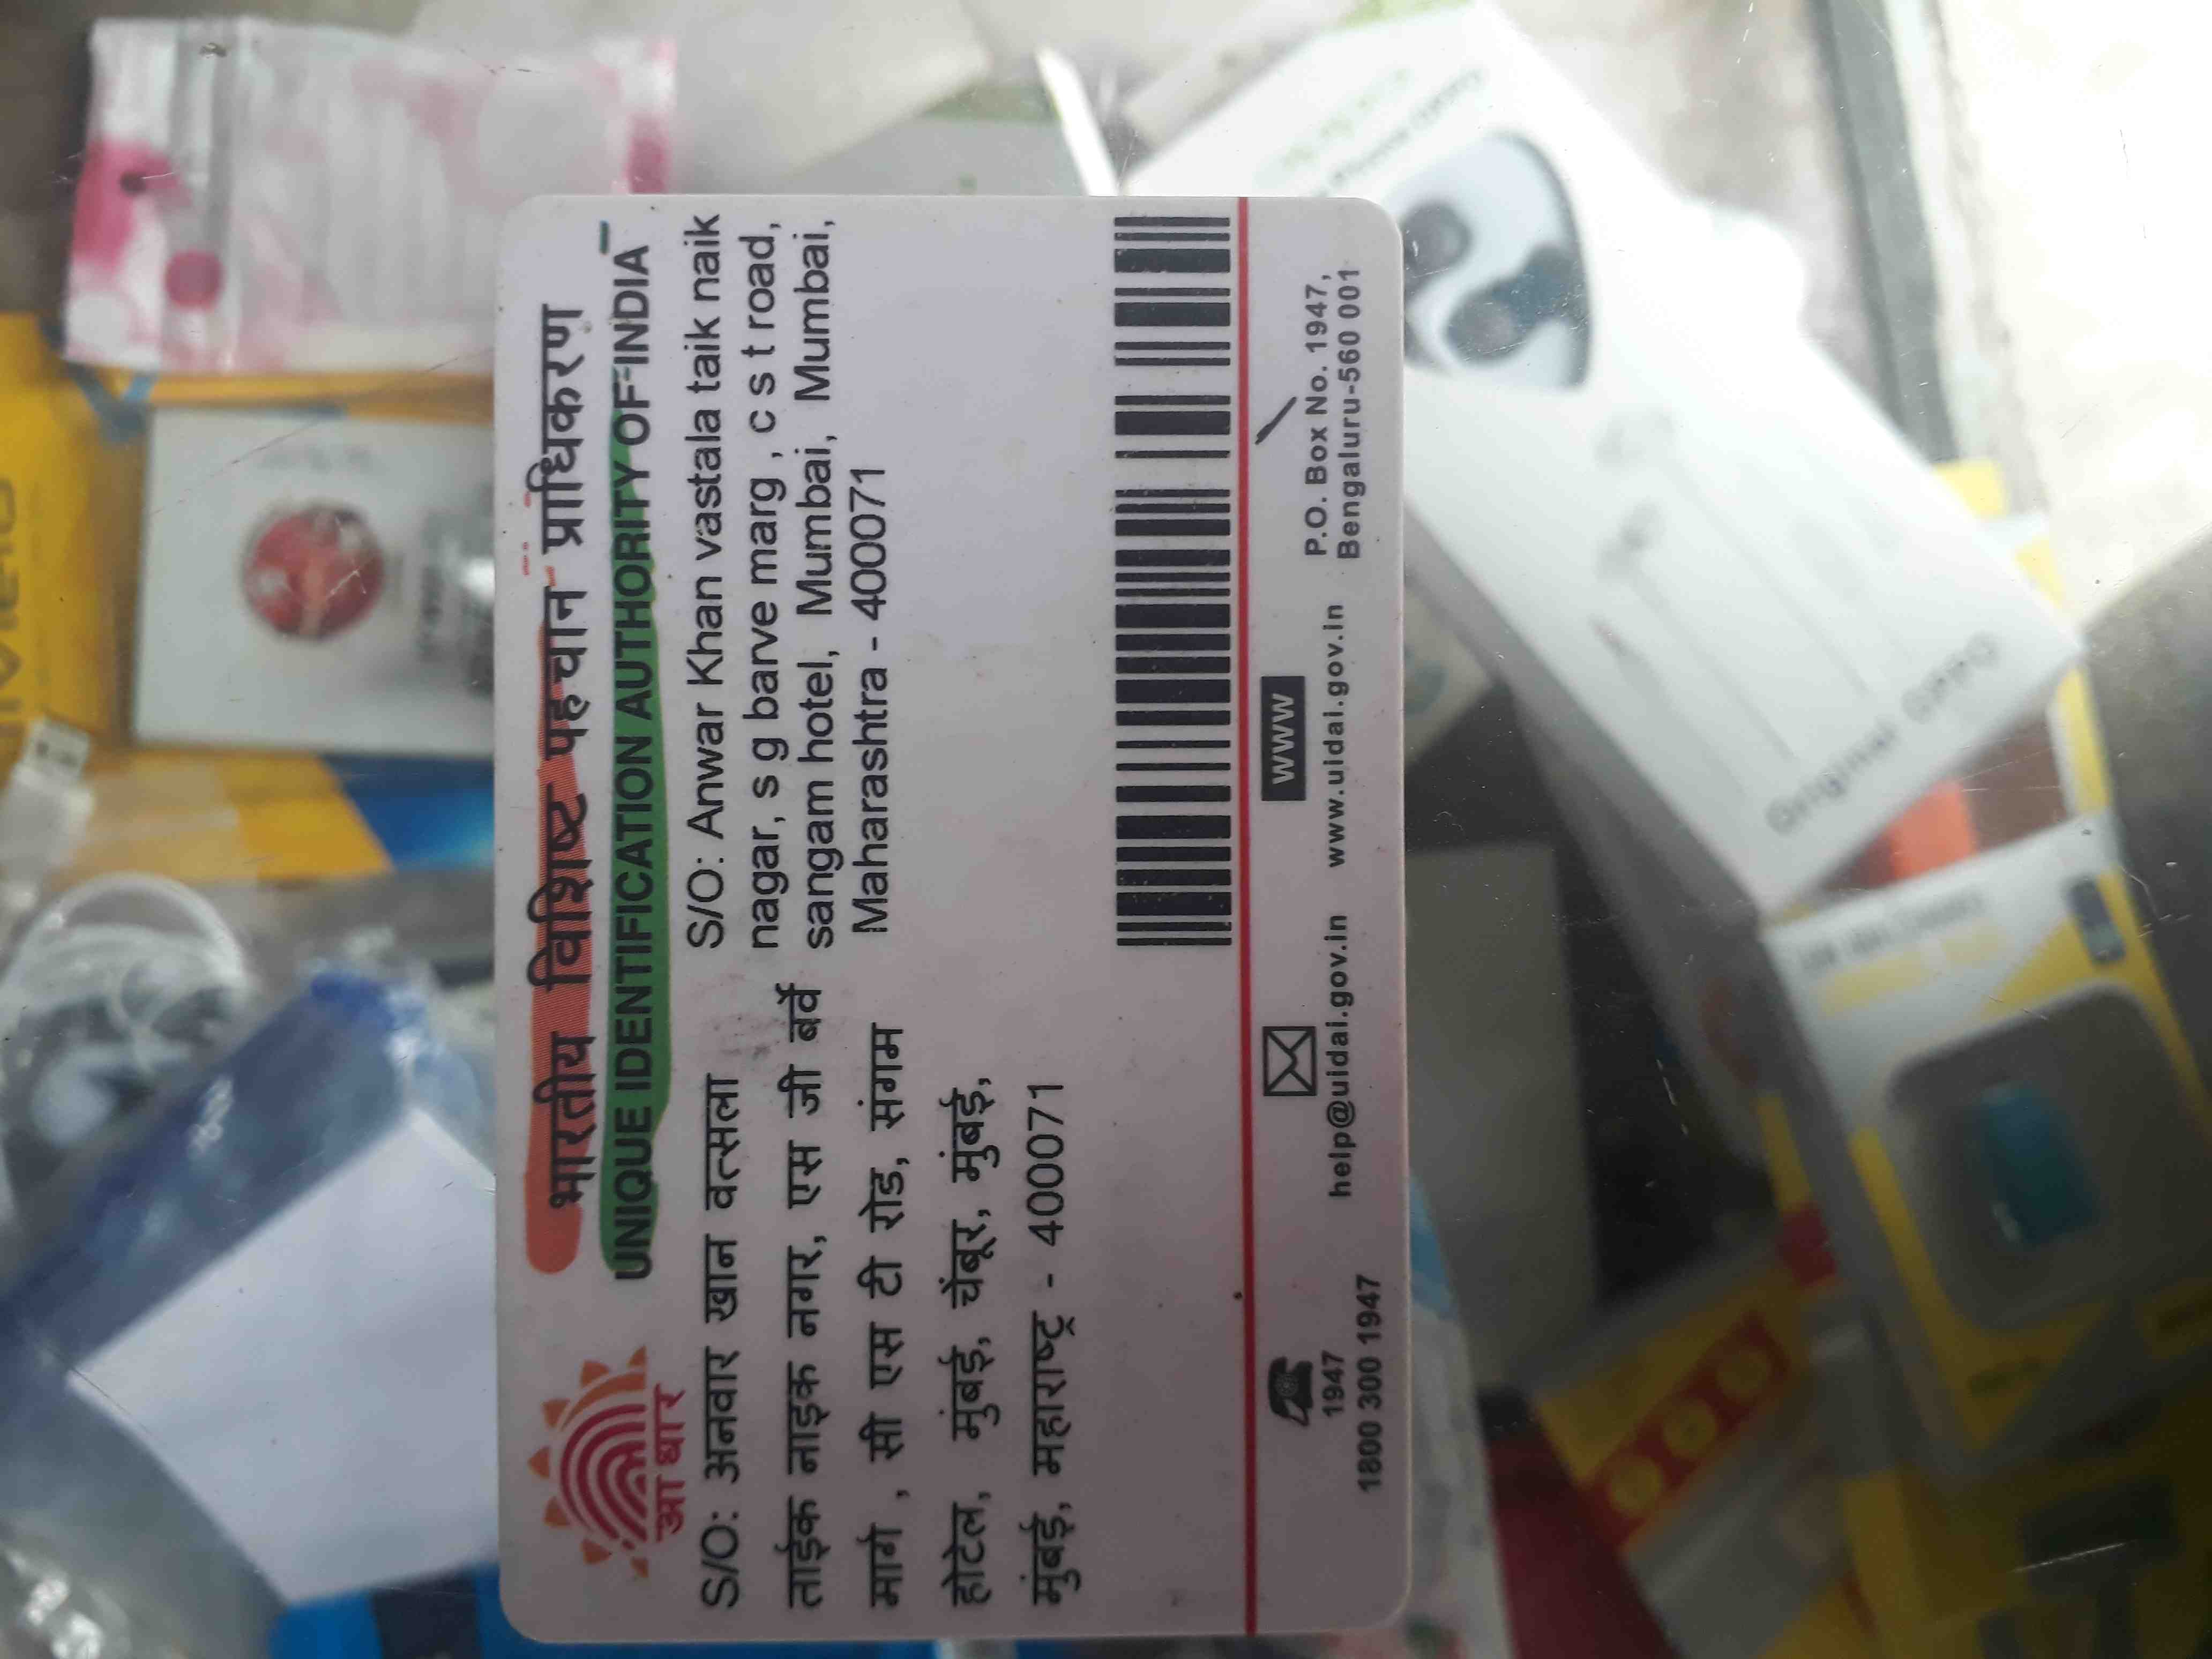 भारतीय विशिष्ट पहचान प्राधिकरण
UNIQUE IDENTIFICATION AUTHORITY OF INDIA
आधार
S/O: अनवार खान वत्सला
ताईक नाइक नगर, एस जी बर्वे
मार्ग , सी एस टी रोड, संगम
होटेल, मुंबई, चेंबूर, मुंबई,
मुंबई, महाराष्ट्र - 400071
S/O: Anwar Khan vastala taik naik
nagar, s g barve marg , c s t road,
sangam hotel, Mumbai, Mumbai,
Maharashtra - 400071
1947
1800 300 1947
help@uidai.gov.in
WWW
www.uidai.gov.in
P.O. Box No. 1947,
Bengaluru-560 001
Original